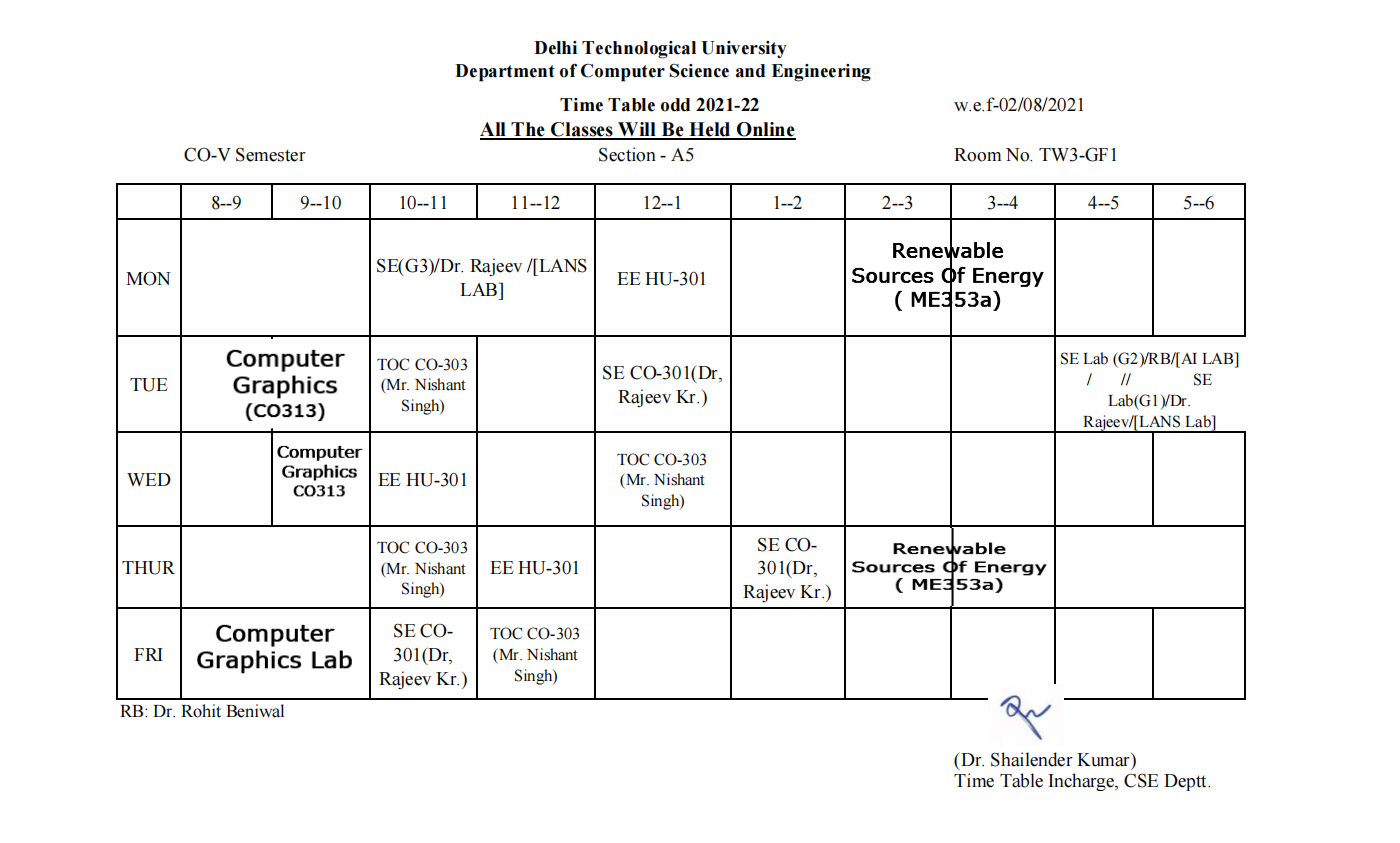 Delhi Technological University
Department of Computer Science and Engineering
Time Table odd 2021-22 w.e.f-02/08/2021
All The Classes Will Be Held Online
CO-V Semester Section - A5 Room No. TW3-GF1
8--9 9--10 10--11 11--12 12--1 1--2 2--3 3--4 4--5 5--6
MON
SE(G3)/Dr. Rajeev /[LANS
LAB]
EE HU-301
Renewable
Sources Of Energy
( ME353a)
TUE
Computer
Graphics
(CO313)
TOC CO-303
(Mr. Nishant
Singh)
SE CO-301(Dr,
Rajeev Kr.)
SE Lab (G2)/RB/[AI LAB]
/ // SE
Lab(G1)/Dr.
Rajeev/[LANS Lab]
WED
Computer
Graphics
CO313
EE HU-301
TOC CO-303
(Mr. Nishant
Singh)
THUR
TOC CO-303
(Mr. Nishant
Singh)
EE HU-301
SE CO-
301(Dr,
Rajeev Kr.)
Renewable
Sources Of Energy
( ME353a)
FRI
Computer
Graphics Lab
SE CO-
301(Dr,
Rajeev Kr.)
TOC CO-303
(Mr. Nishant
Singh)
RB: Dr. Rohit Beniwal
(Dr. Shailender Kumar)
Time Table Incharge, CSE Deptt.